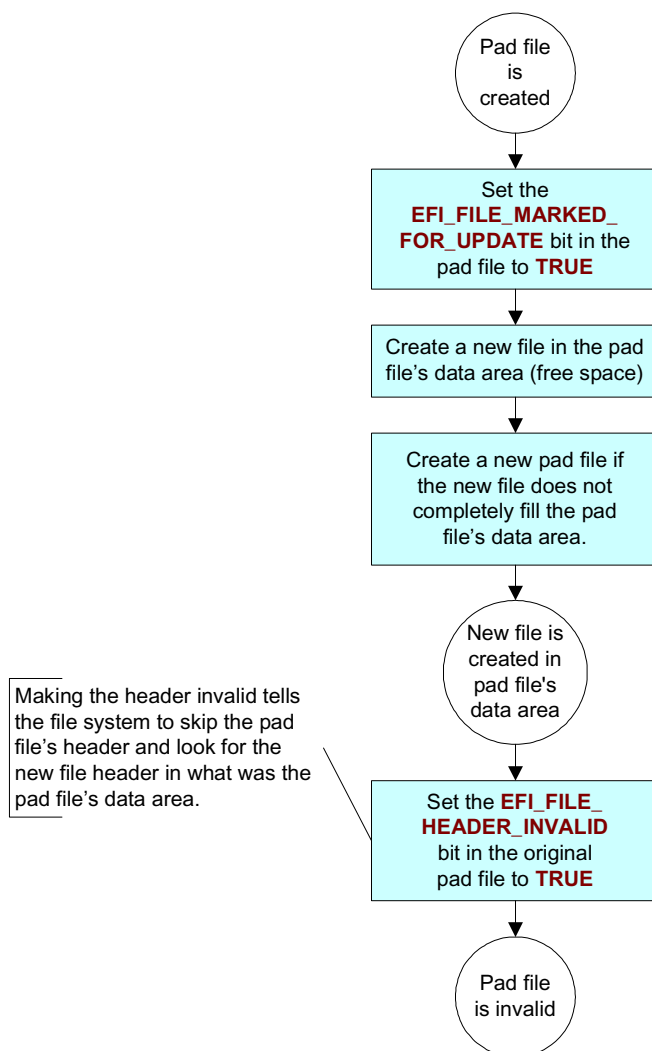 Pad file
is
created
Set the
EFI_FILE_MARKED_
FOR_UPDATE bit in the
pad file to TRUE
Create a new file in the pad
file’s data area (free space)
Create a new pad file if
the new file does not
completely fill the pad
file’s data area.
New file is
created in
pad file's
data area
Making the header invalid tells
the file system to skip the pad
file’s header and look for the
new file header in what was the
pad file’s data area.
Set the EFI_FILE_
HEADER_INVALID
bit in the original
pad file to TRUE
Pad file
is invalid